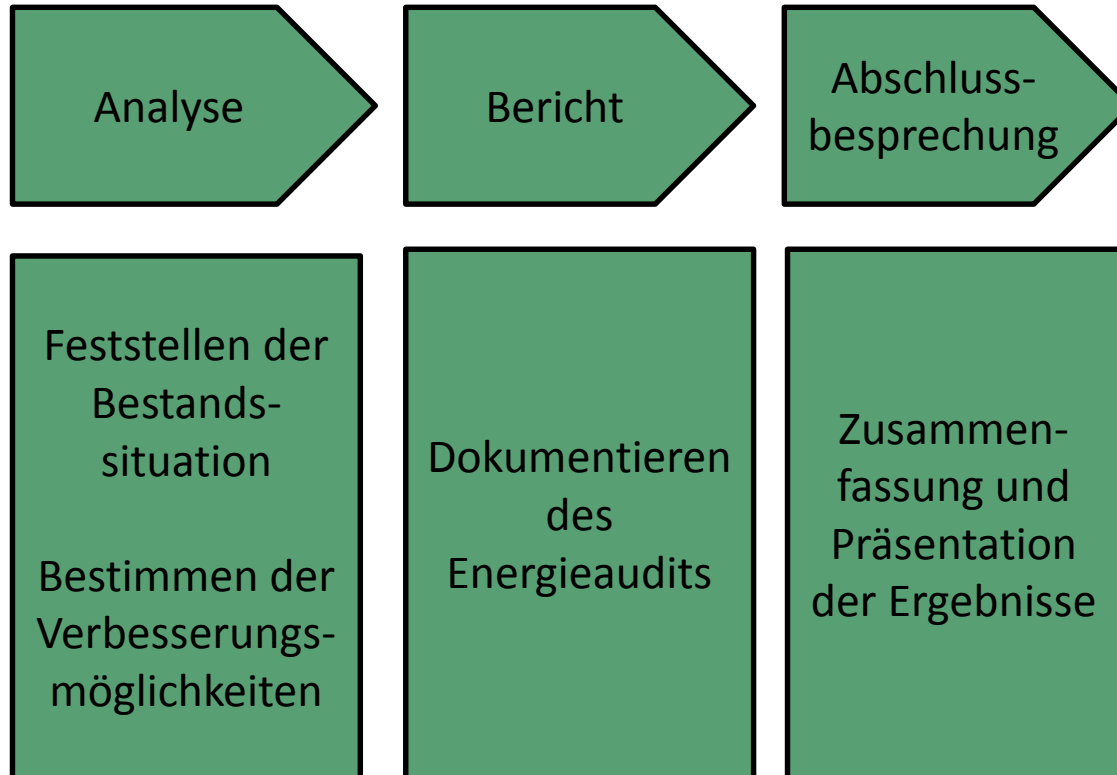 Analyse
Bericht
Abschluss-
besprechung
Feststellen der
Bestands-
situation
Bestimmen der
Verbesserungs-
möglichkeiten
Dokumentieren
des
Energieaudits
Zusammen-
fassung und
Präsentation
der Ergebnisse